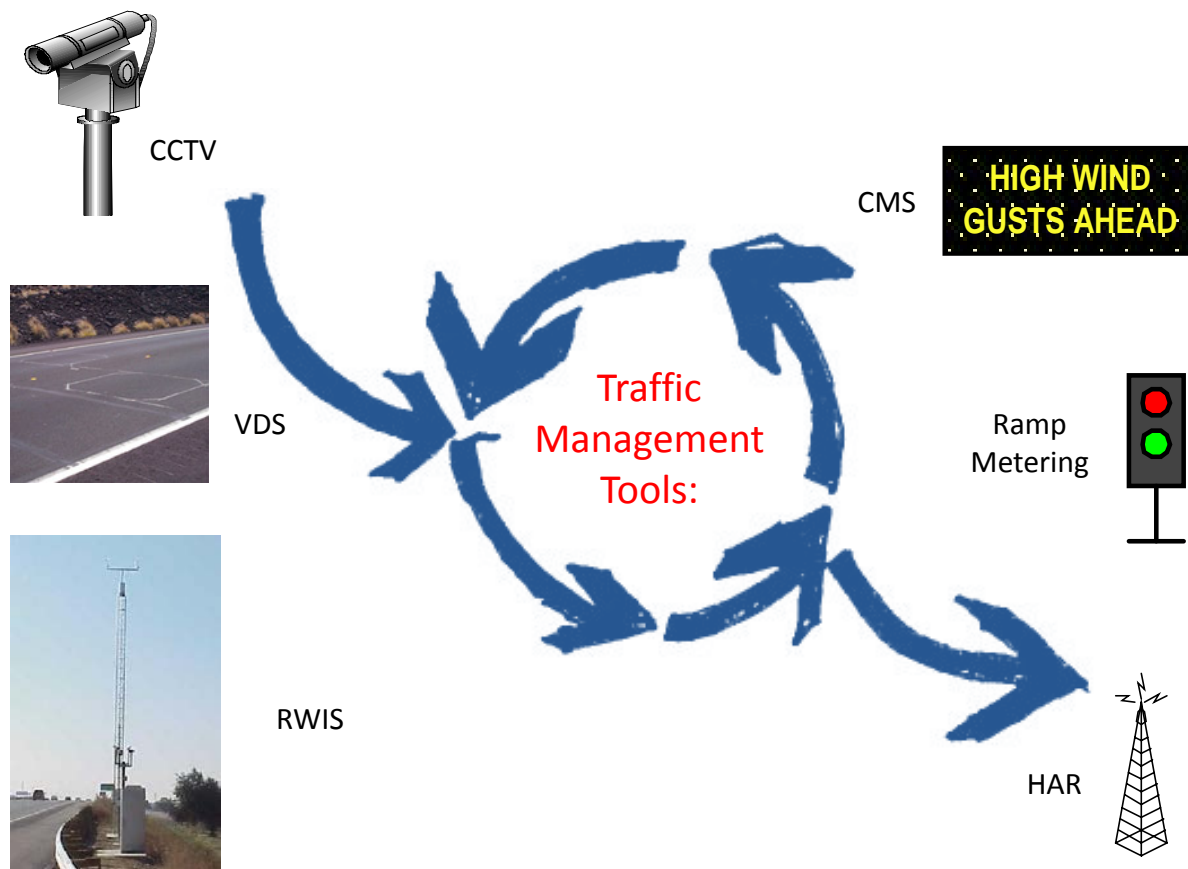 CCTV
CMS
HIGH WIND
GUSTS AHEAD
Traffic
Management
Tools:
VDS
Ramp
Metering
RWIS
HAR